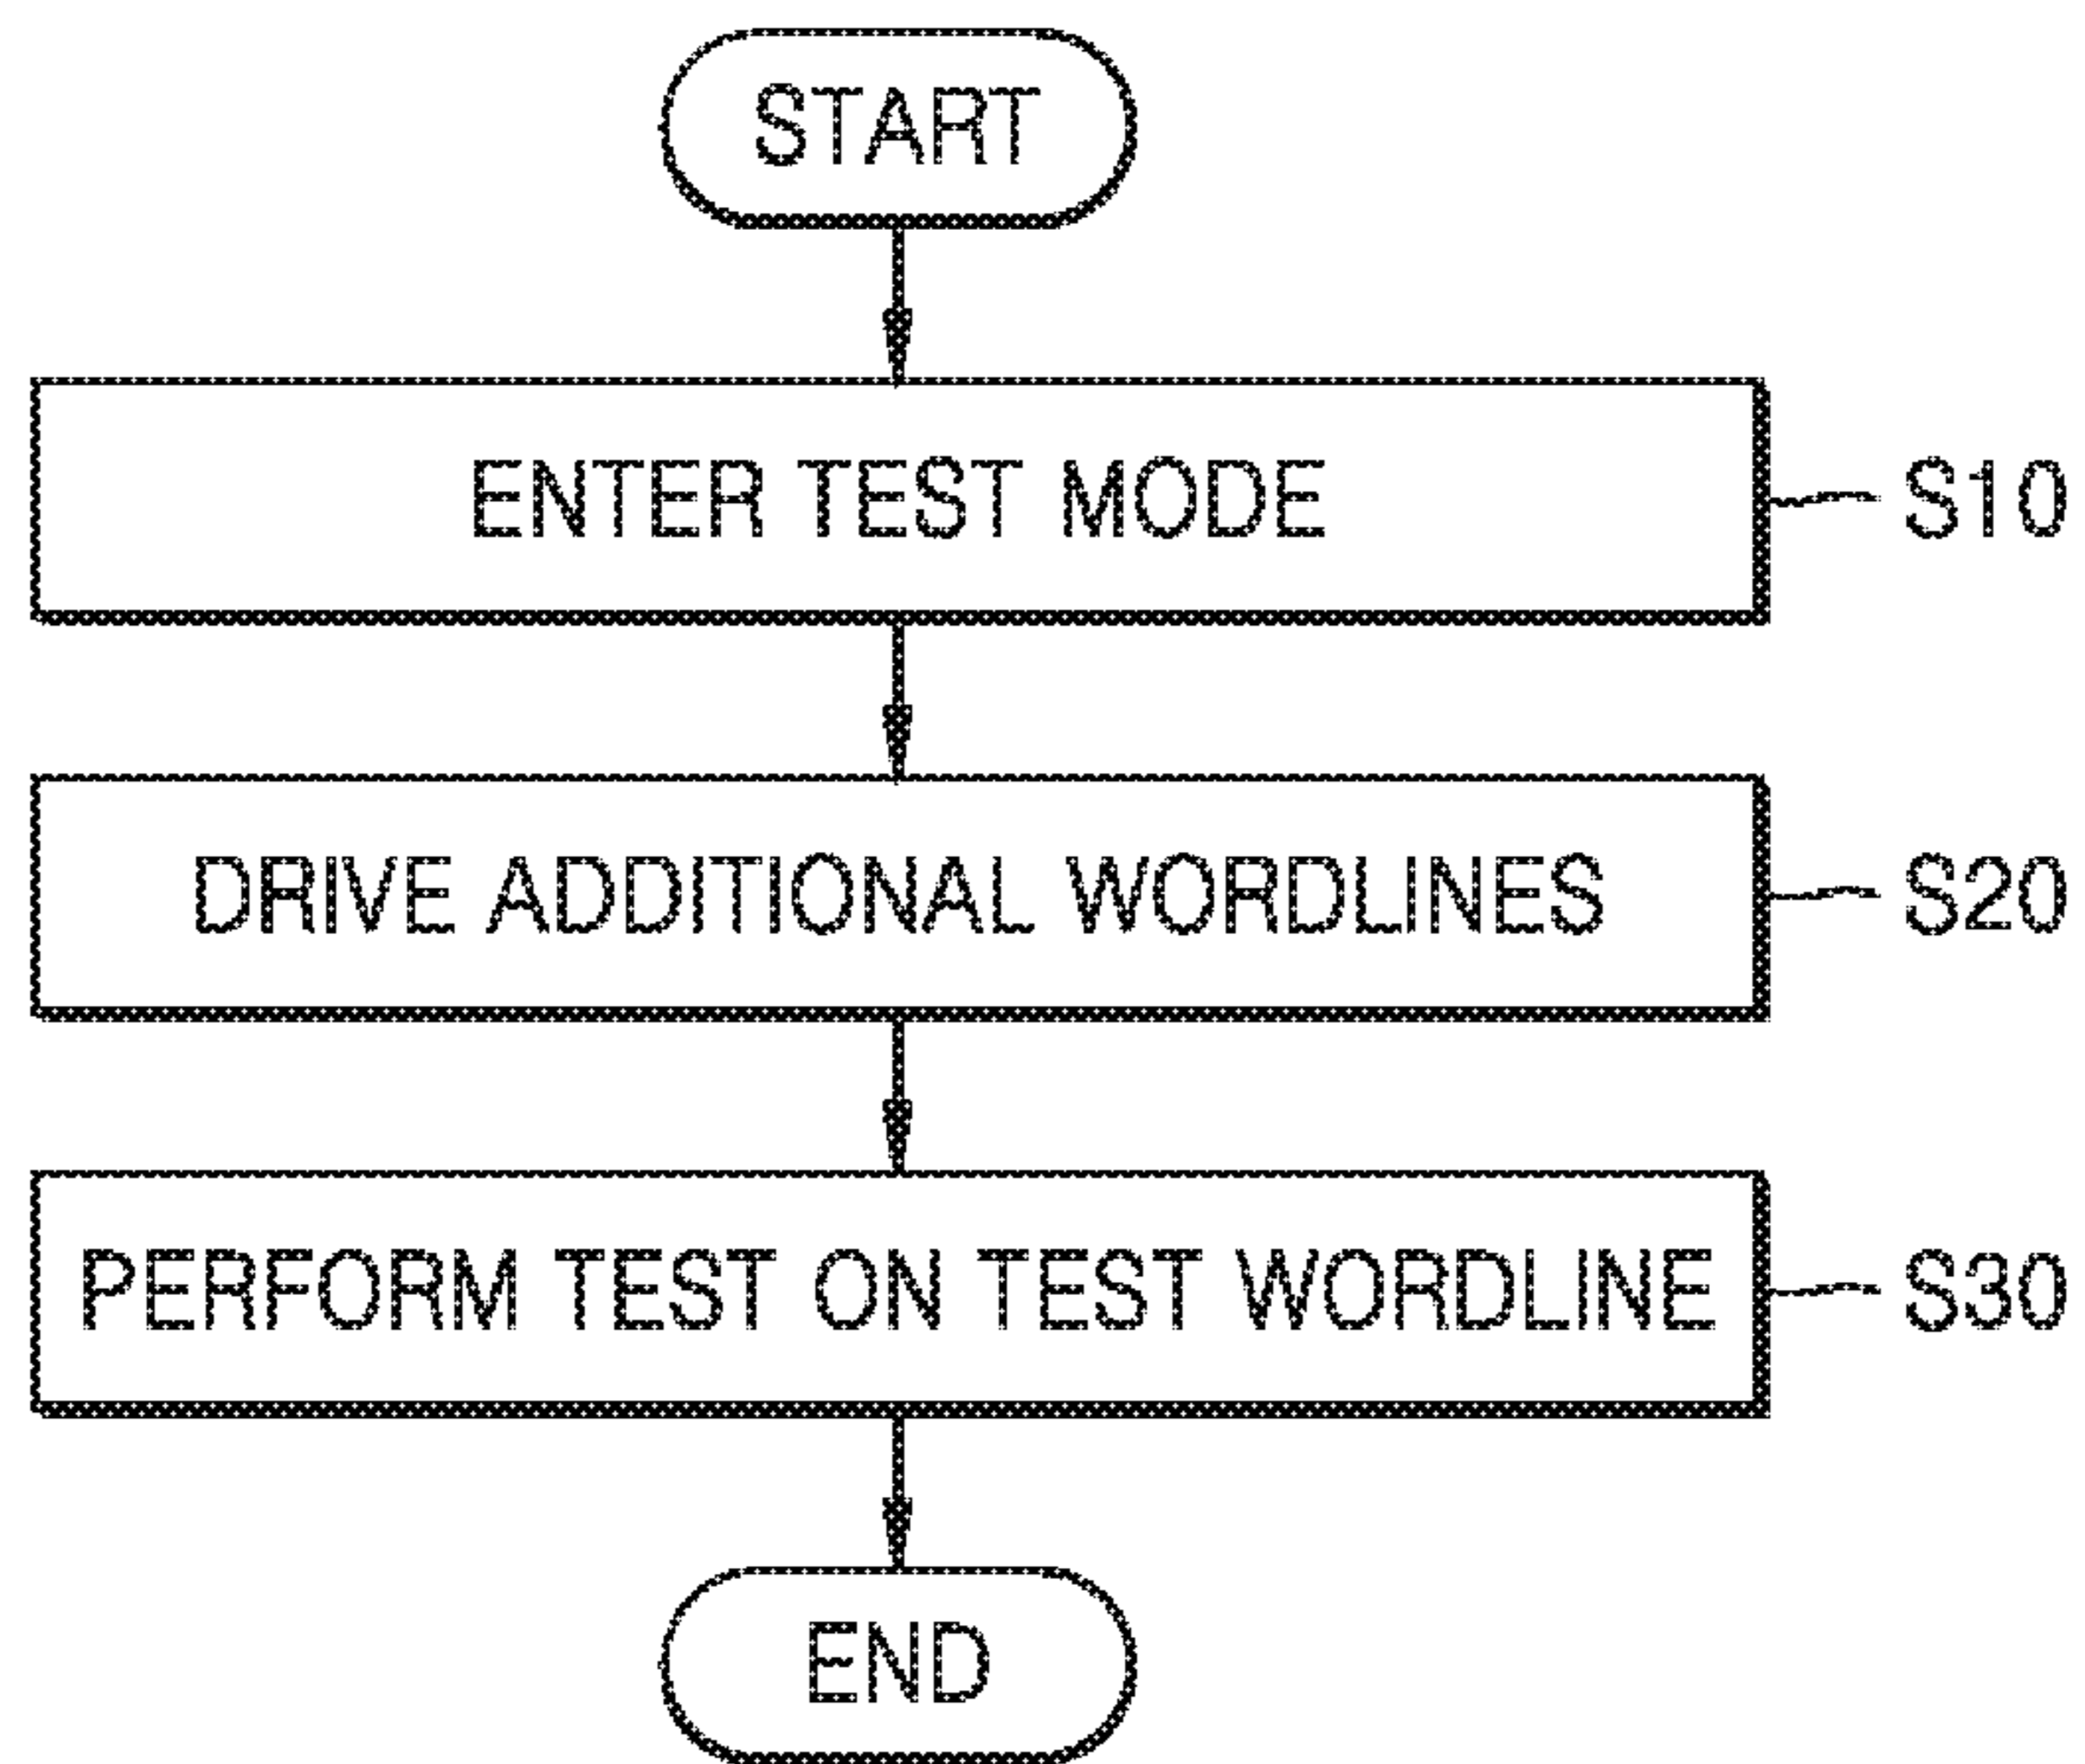 START
ENTER TEST MODE
S10
DRIVE ADDITIONAL WORDLINES
S20
PERFORM TEST ON TEST WORDLINE
S30
END